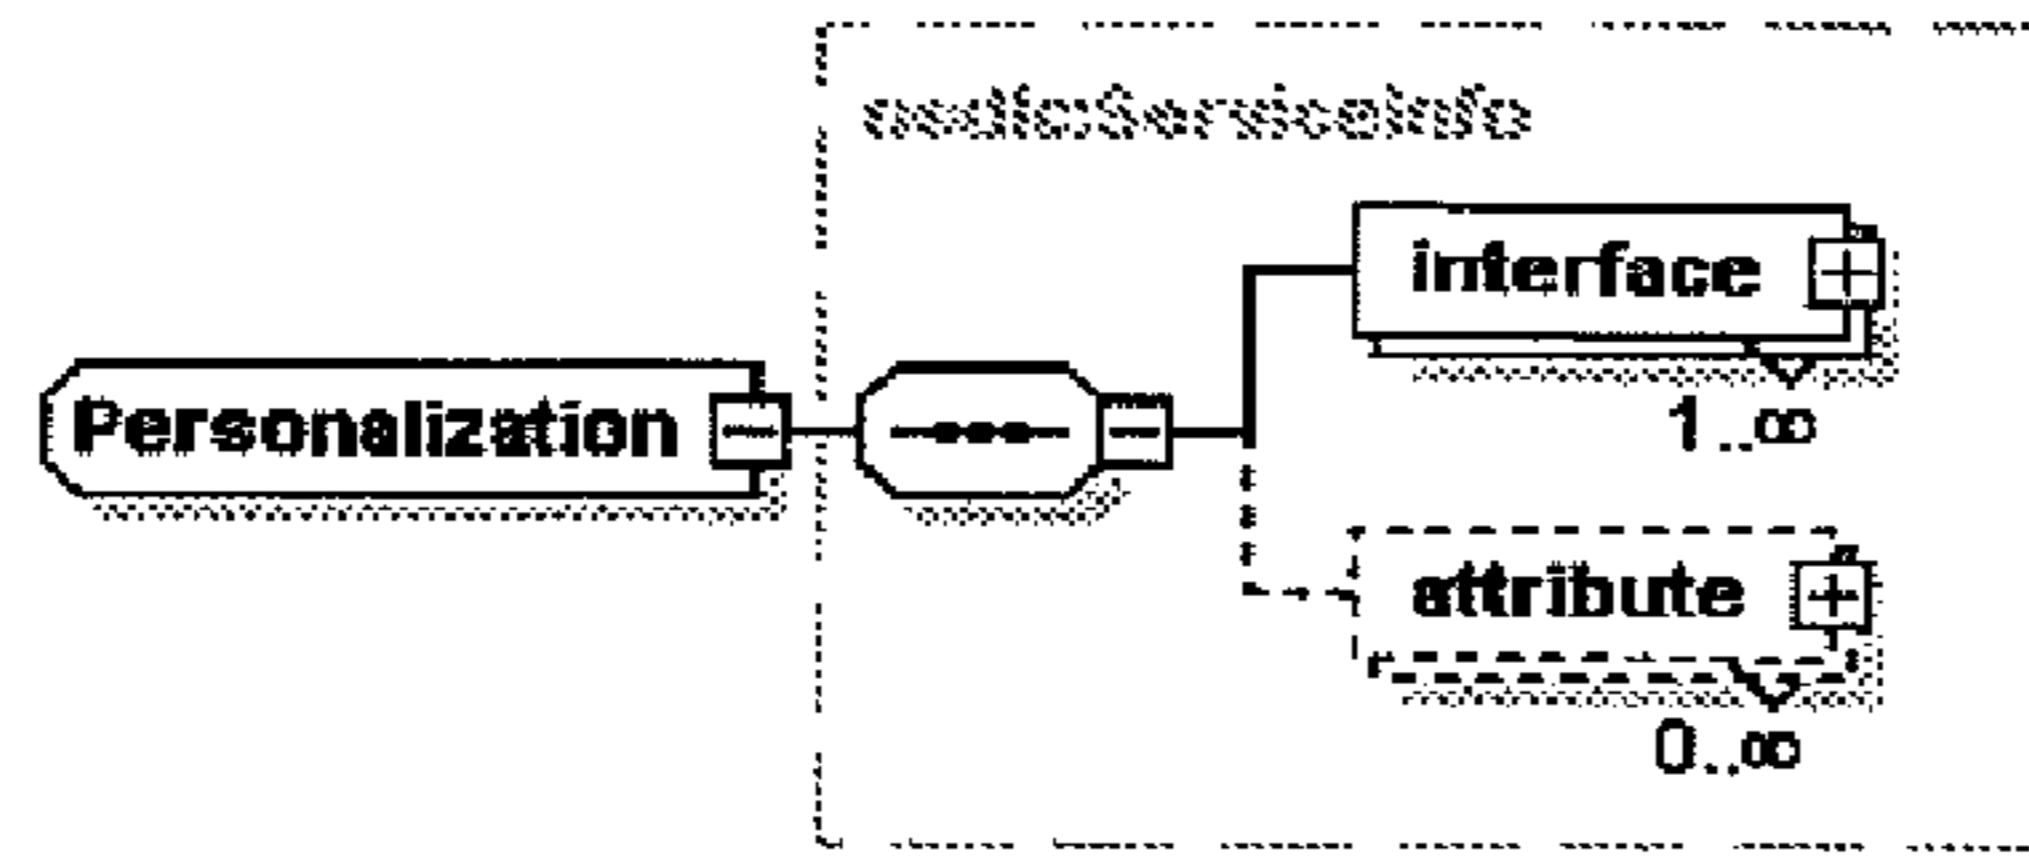 Personalization
interface
1..∞
attribute
0..∞